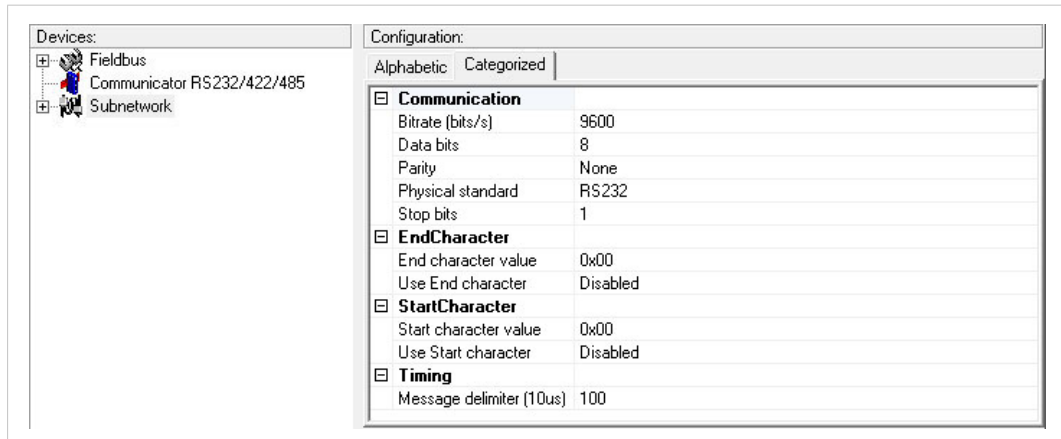 Devices:
Fieldbus
Communicator RS232/422/485
Subnetwork
Configuration:
Alphabetic Categorized
Communication
Bitrate (bits/s) 9600
Data bits 8
Parity None
Physical standard RS232
Stop bits 1
EndCharacter
End character value 0x00
Use End character Disabled
StartCharacter
Start character value 0x00
Use Start character Disabled
Timing
Message delimiter (10us) 100